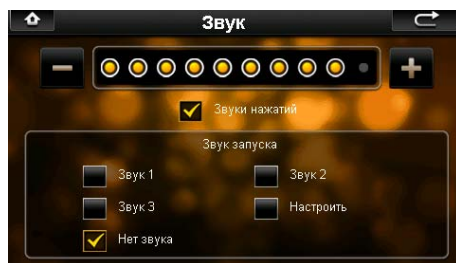 Звук
Звуки нажатий
Звук запуска
Звук 1
Звук 2
Звук 3
Настроить
Нет звука